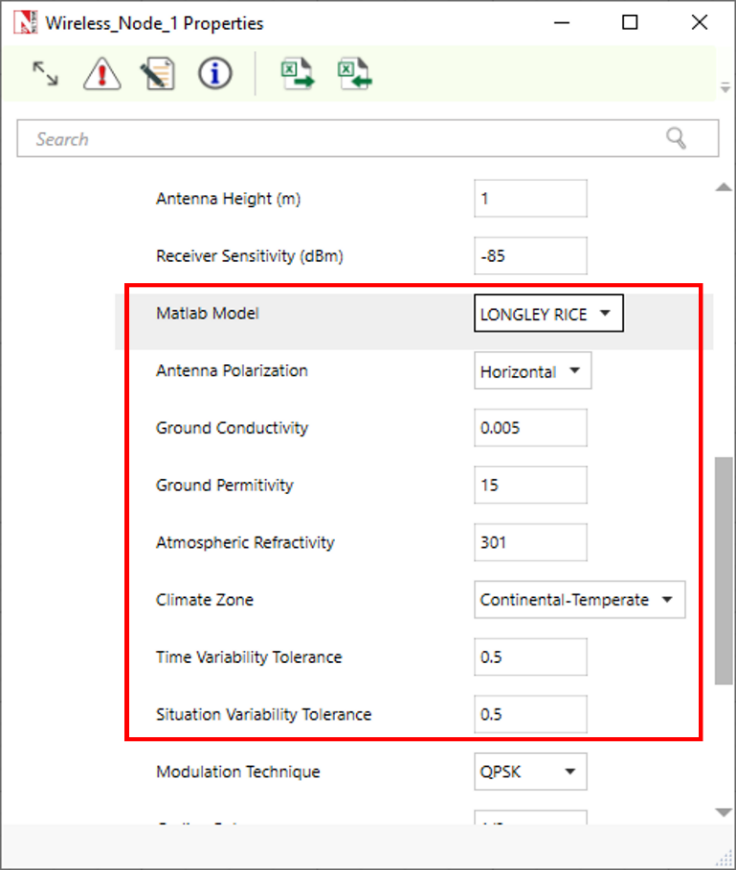 Wireless_Node_1 Properties
Search
Antenna Height (m) 1
Receiver Sensitivity (dBm) -85
Matlab Model LONGLEY RICE
Antenna Polarization Horizontal
Ground Conductivity 0.005
Ground Permitivity 15
Atmospheric Refractivity 301
Climate Zone Continental-Temperate
Time Variability Tolerance 0.5
Situation Variability Tolerance 0.5
Modulation Technique QPSK